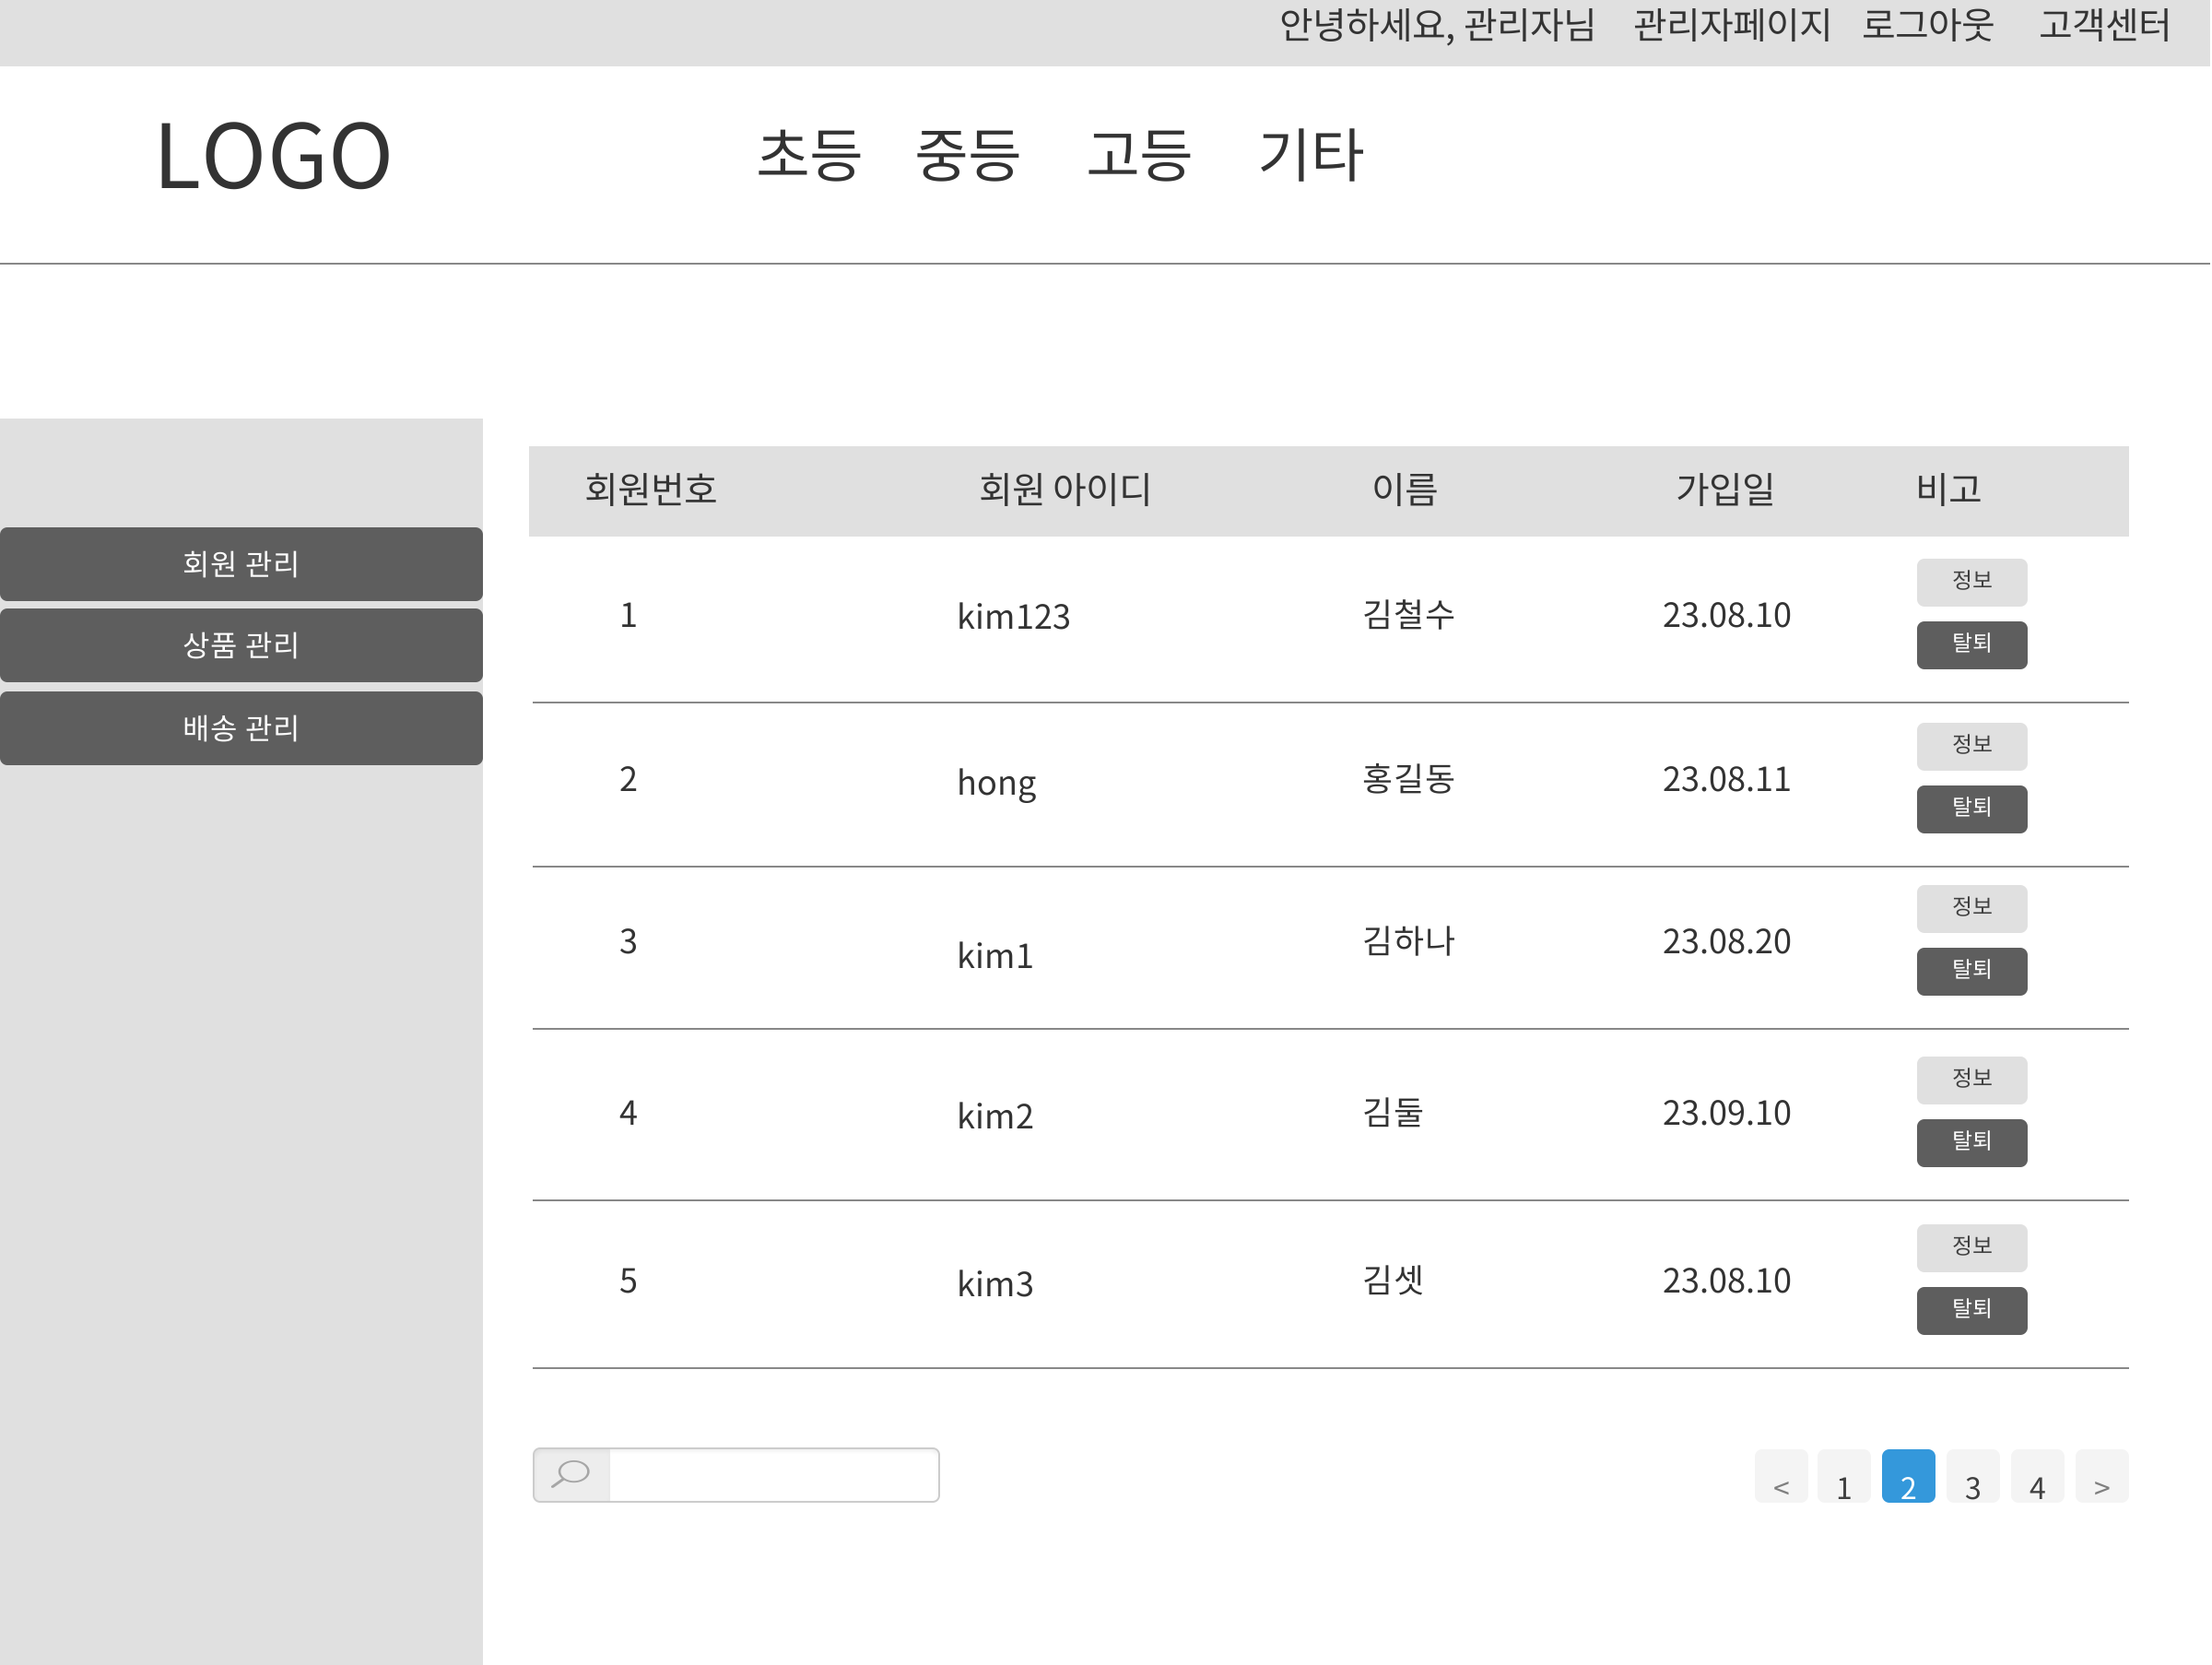 안녕하세요, 관리자님 관리자페이지 로그아웃 고객센터
LOGO 초등 중등 고등 기타
회원 관리
상품 관리
배송 관리
회원번호 회원 아이디 이름 가입일 비고
1 kim123 김철수 23.08.10 정보 탈퇴
2 hong 홍길동 23.08.11 정보 탈퇴
3 kim1 김하나 23.08.20 정보 탈퇴
4 kim2 김둘 23.09.10 정보 탈퇴
5 kim3 김셋 23.08.10 정보 탈퇴
< 1 2 3 4 >